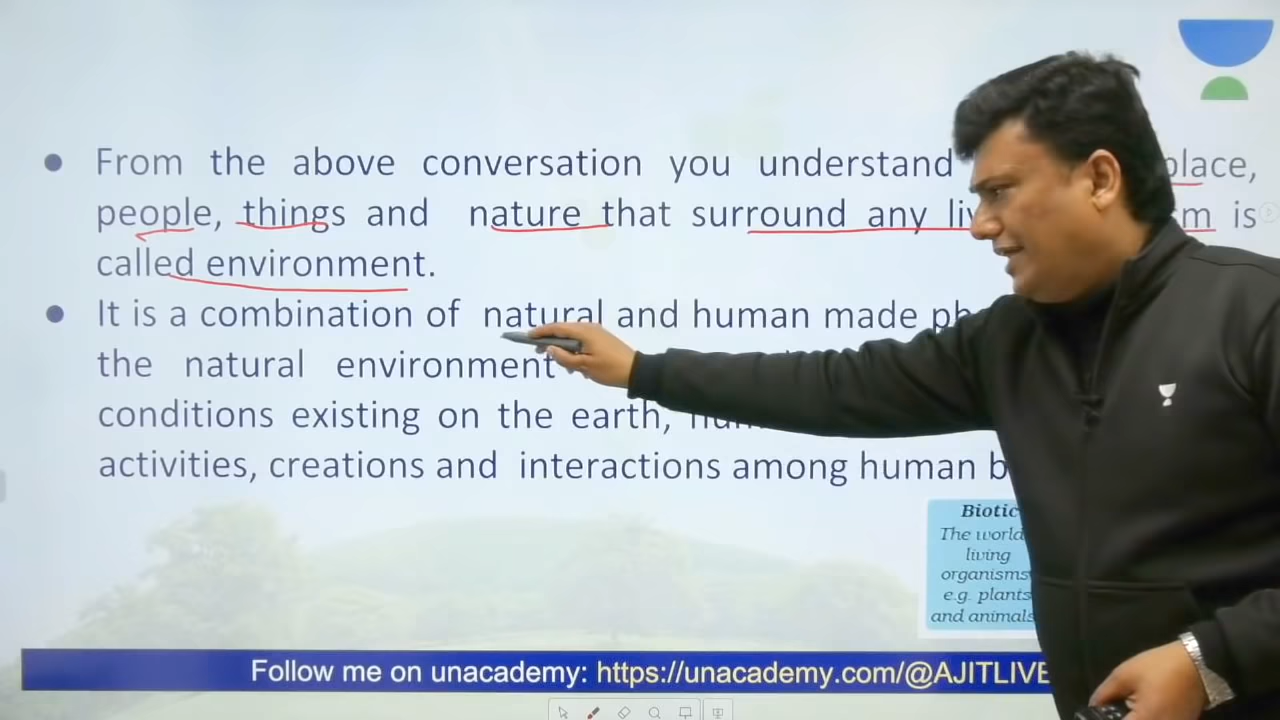 From the above conversation you understand place,
people, things and nature that surround any is
called environment.
It is a combination of natural and human made
the natural environment
conditions existing on the earth,
activities, creations and interactions among human
Biotic
The world
living
organisms
e.g. plants
and animals
Follow me on unacademy: https://unacademy.com/@AJITLIVE